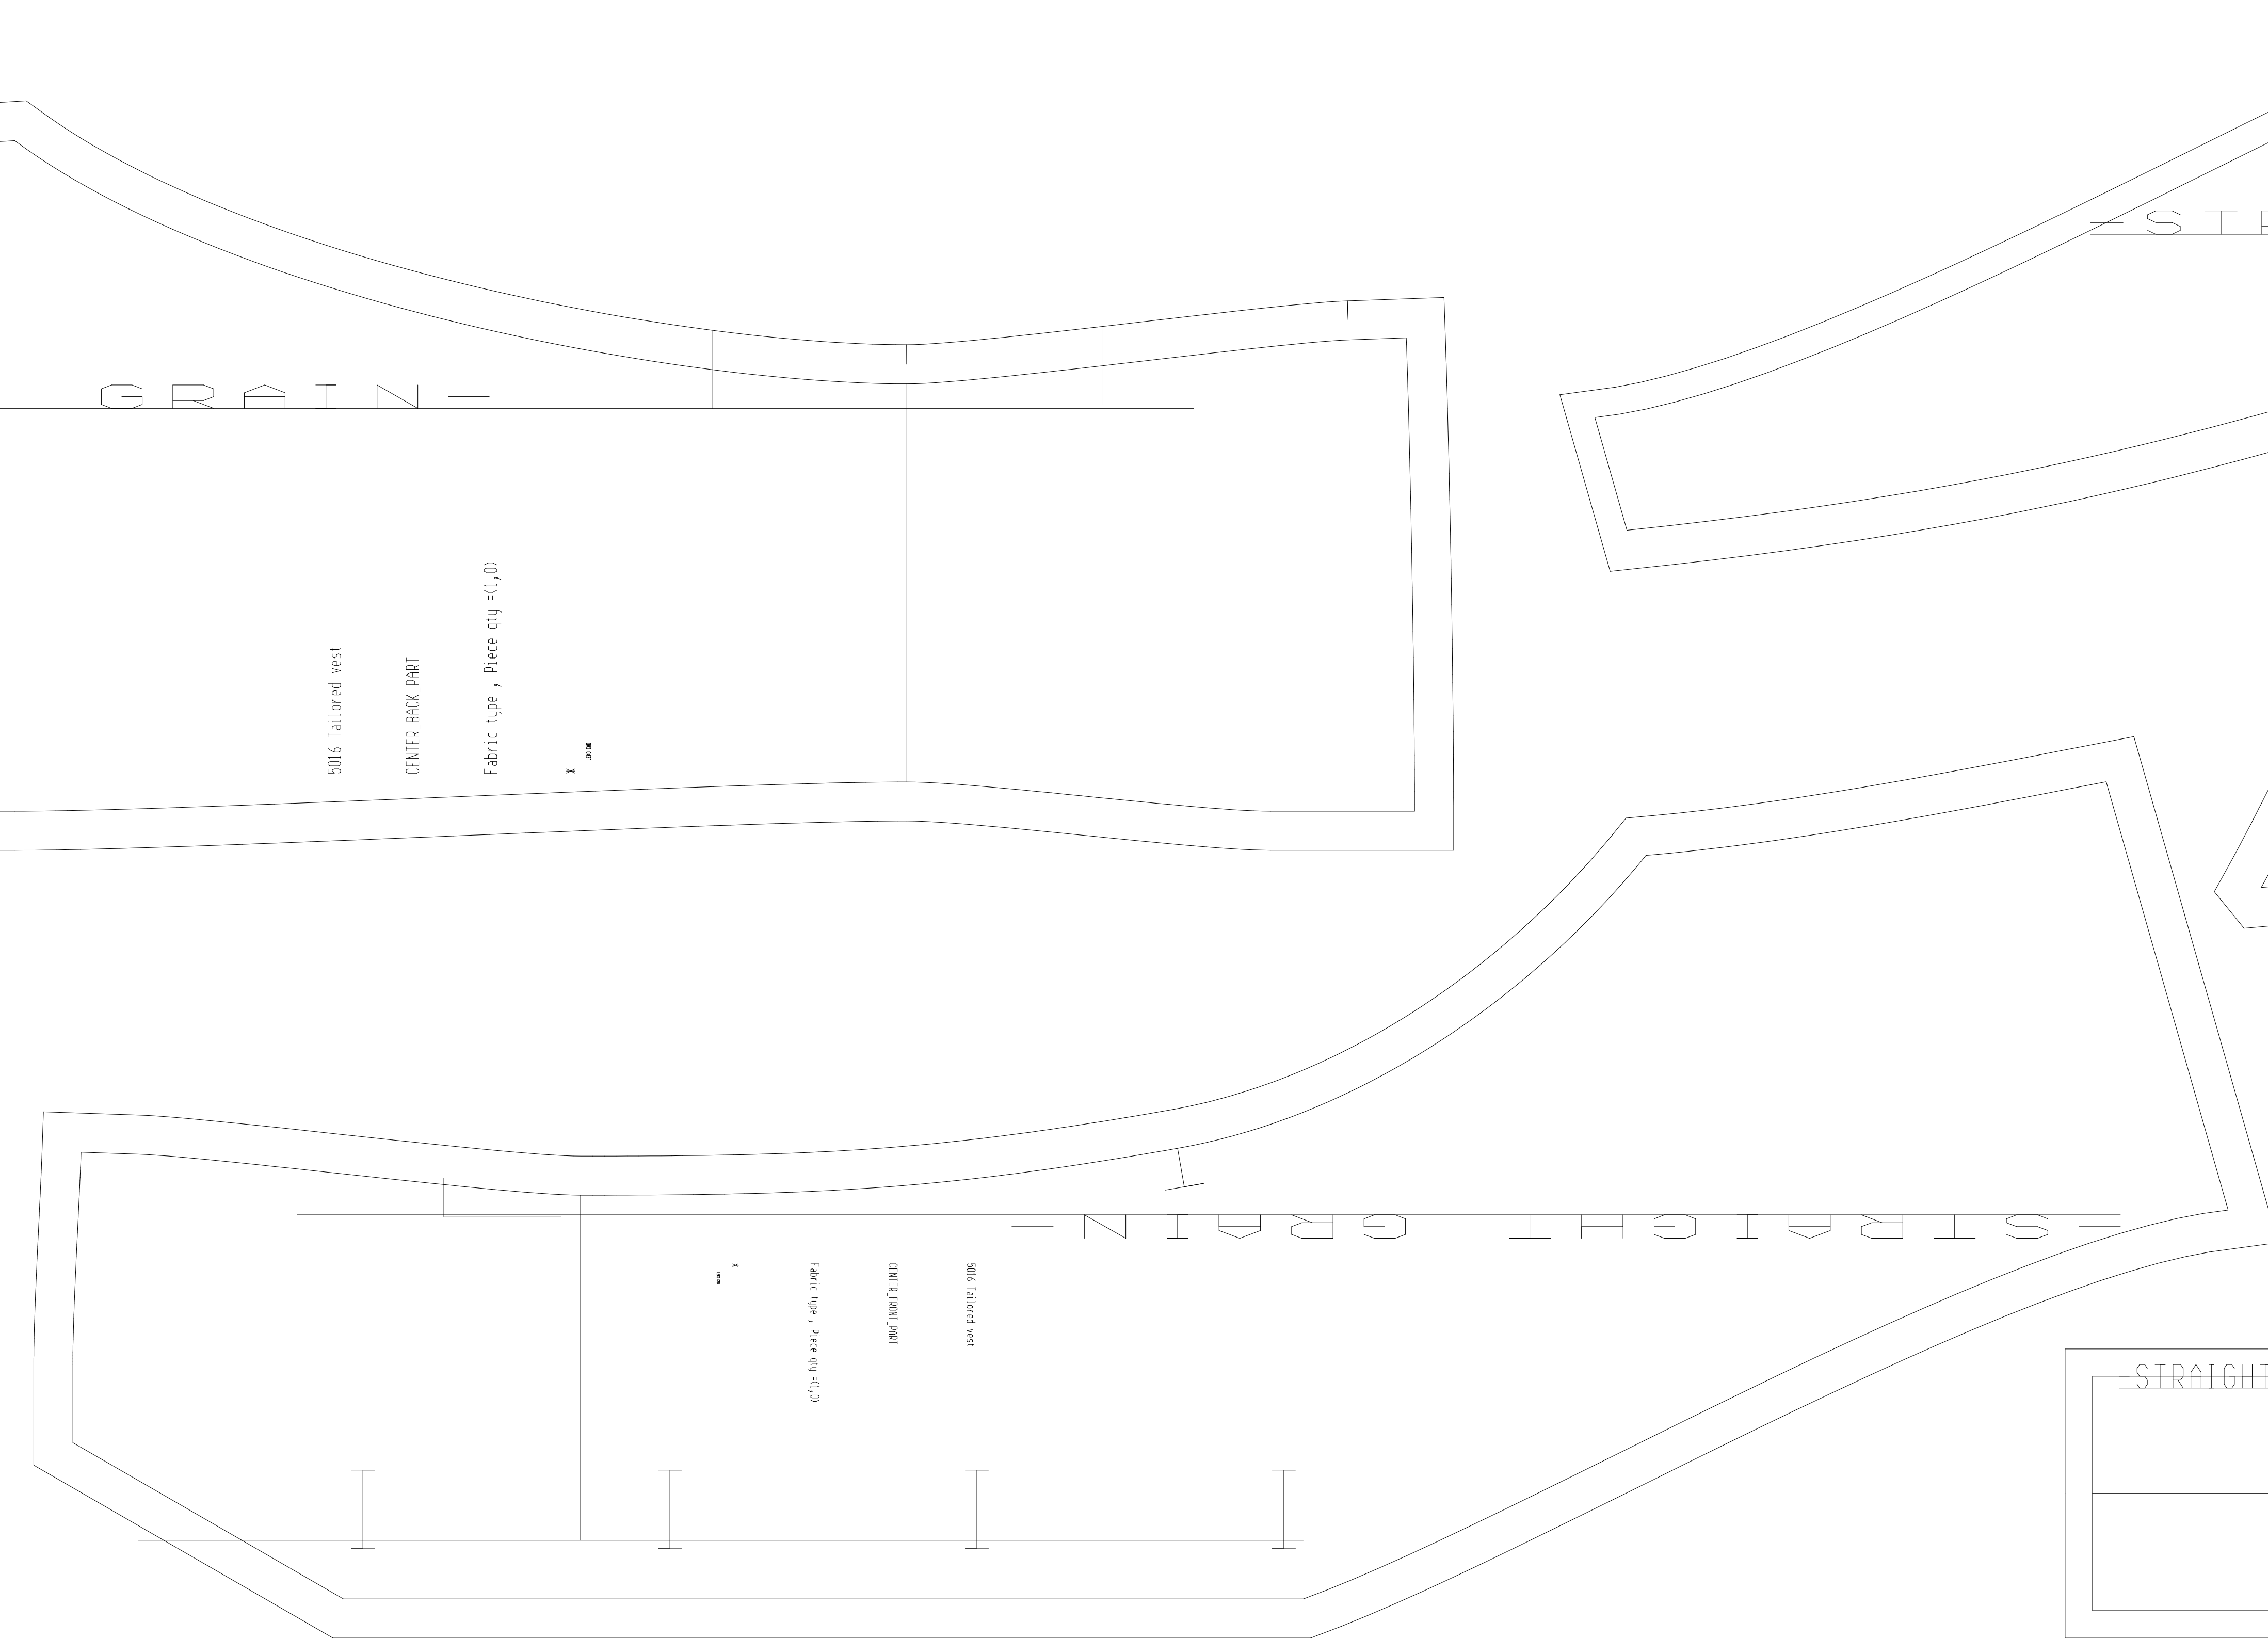 -STR
GRAIN-
5016 Tailored vest
CENTER_BACK_PART
Fabric type , Piece qty =(1,0)
X
-STRAIGHT GRAIN-
5016 Tailored vest
CENTER_FRONT_PART
Fabric type , Piece qty =(1,0)
X
-STRAIGHT